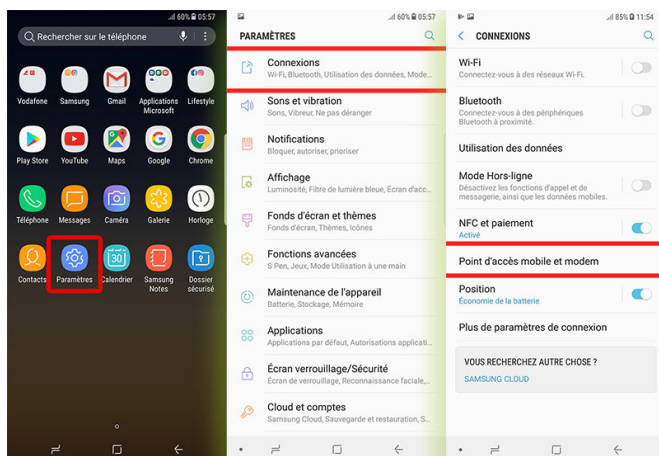 60% 05:57
Rechercher sur le téléphone
Vodafone
Samsung
Gmail
Applications
Microsoft
Lifestyle
Play Store
YouTube
Maps
Google
Chrome
Téléphone
Messages
Caméra
Galerie
Horloge
Contacts
Paramètres
Calendrier
Samsung
Notes
Dossier
sécurisé
60% 05:57
PARAMÈTRES
Connexions
Wi-Fi, Bluetooth, Utilisation des données, Mode...
Sons et vibration
Sons, Vibreur, Ne pas déranger
Notifications
Bloquer, autoriser, prioriser
Affichage
Luminosité, Filtre de lumière bleue, Écran d'acc...
Fonds d'écran et thèmes
Fonds d'écran, Thèmes, Icônes
Fonctions avancées
S Pen, Jeux, Mode Utilisation à une main
Maintenance de l'appareil
Batterie, Stockage, Mémoire
Applications
Applications par défaut, Autorisations applicati...
Écran verrouillage/Sécurité
Écran de verrouillage, Reconnaissance faciale,...
Cloud et comptes
Samsung Cloud, Sauvegarde et restauration, S...
85% 11:54
CONNEXIONS
Wi-Fi
Connectez-vous à des réseaux Wi-Fi.
Bluetooth
Connectez-vous à des périphériques
Bluetooth à proximité.
Utilisation des données
Mode Hors-ligne
Désactivez les fonctions d'appel et de
messagerie, ainsi que les données mobiles.
NFC et paiement
Activé
Point d'accès mobile et modem
Position
Économie de la batterie
Plus de paramètres de connexion
VOUS RECHERCHEZ AUTRE CHOSE ?
SAMSUNG CLOUD